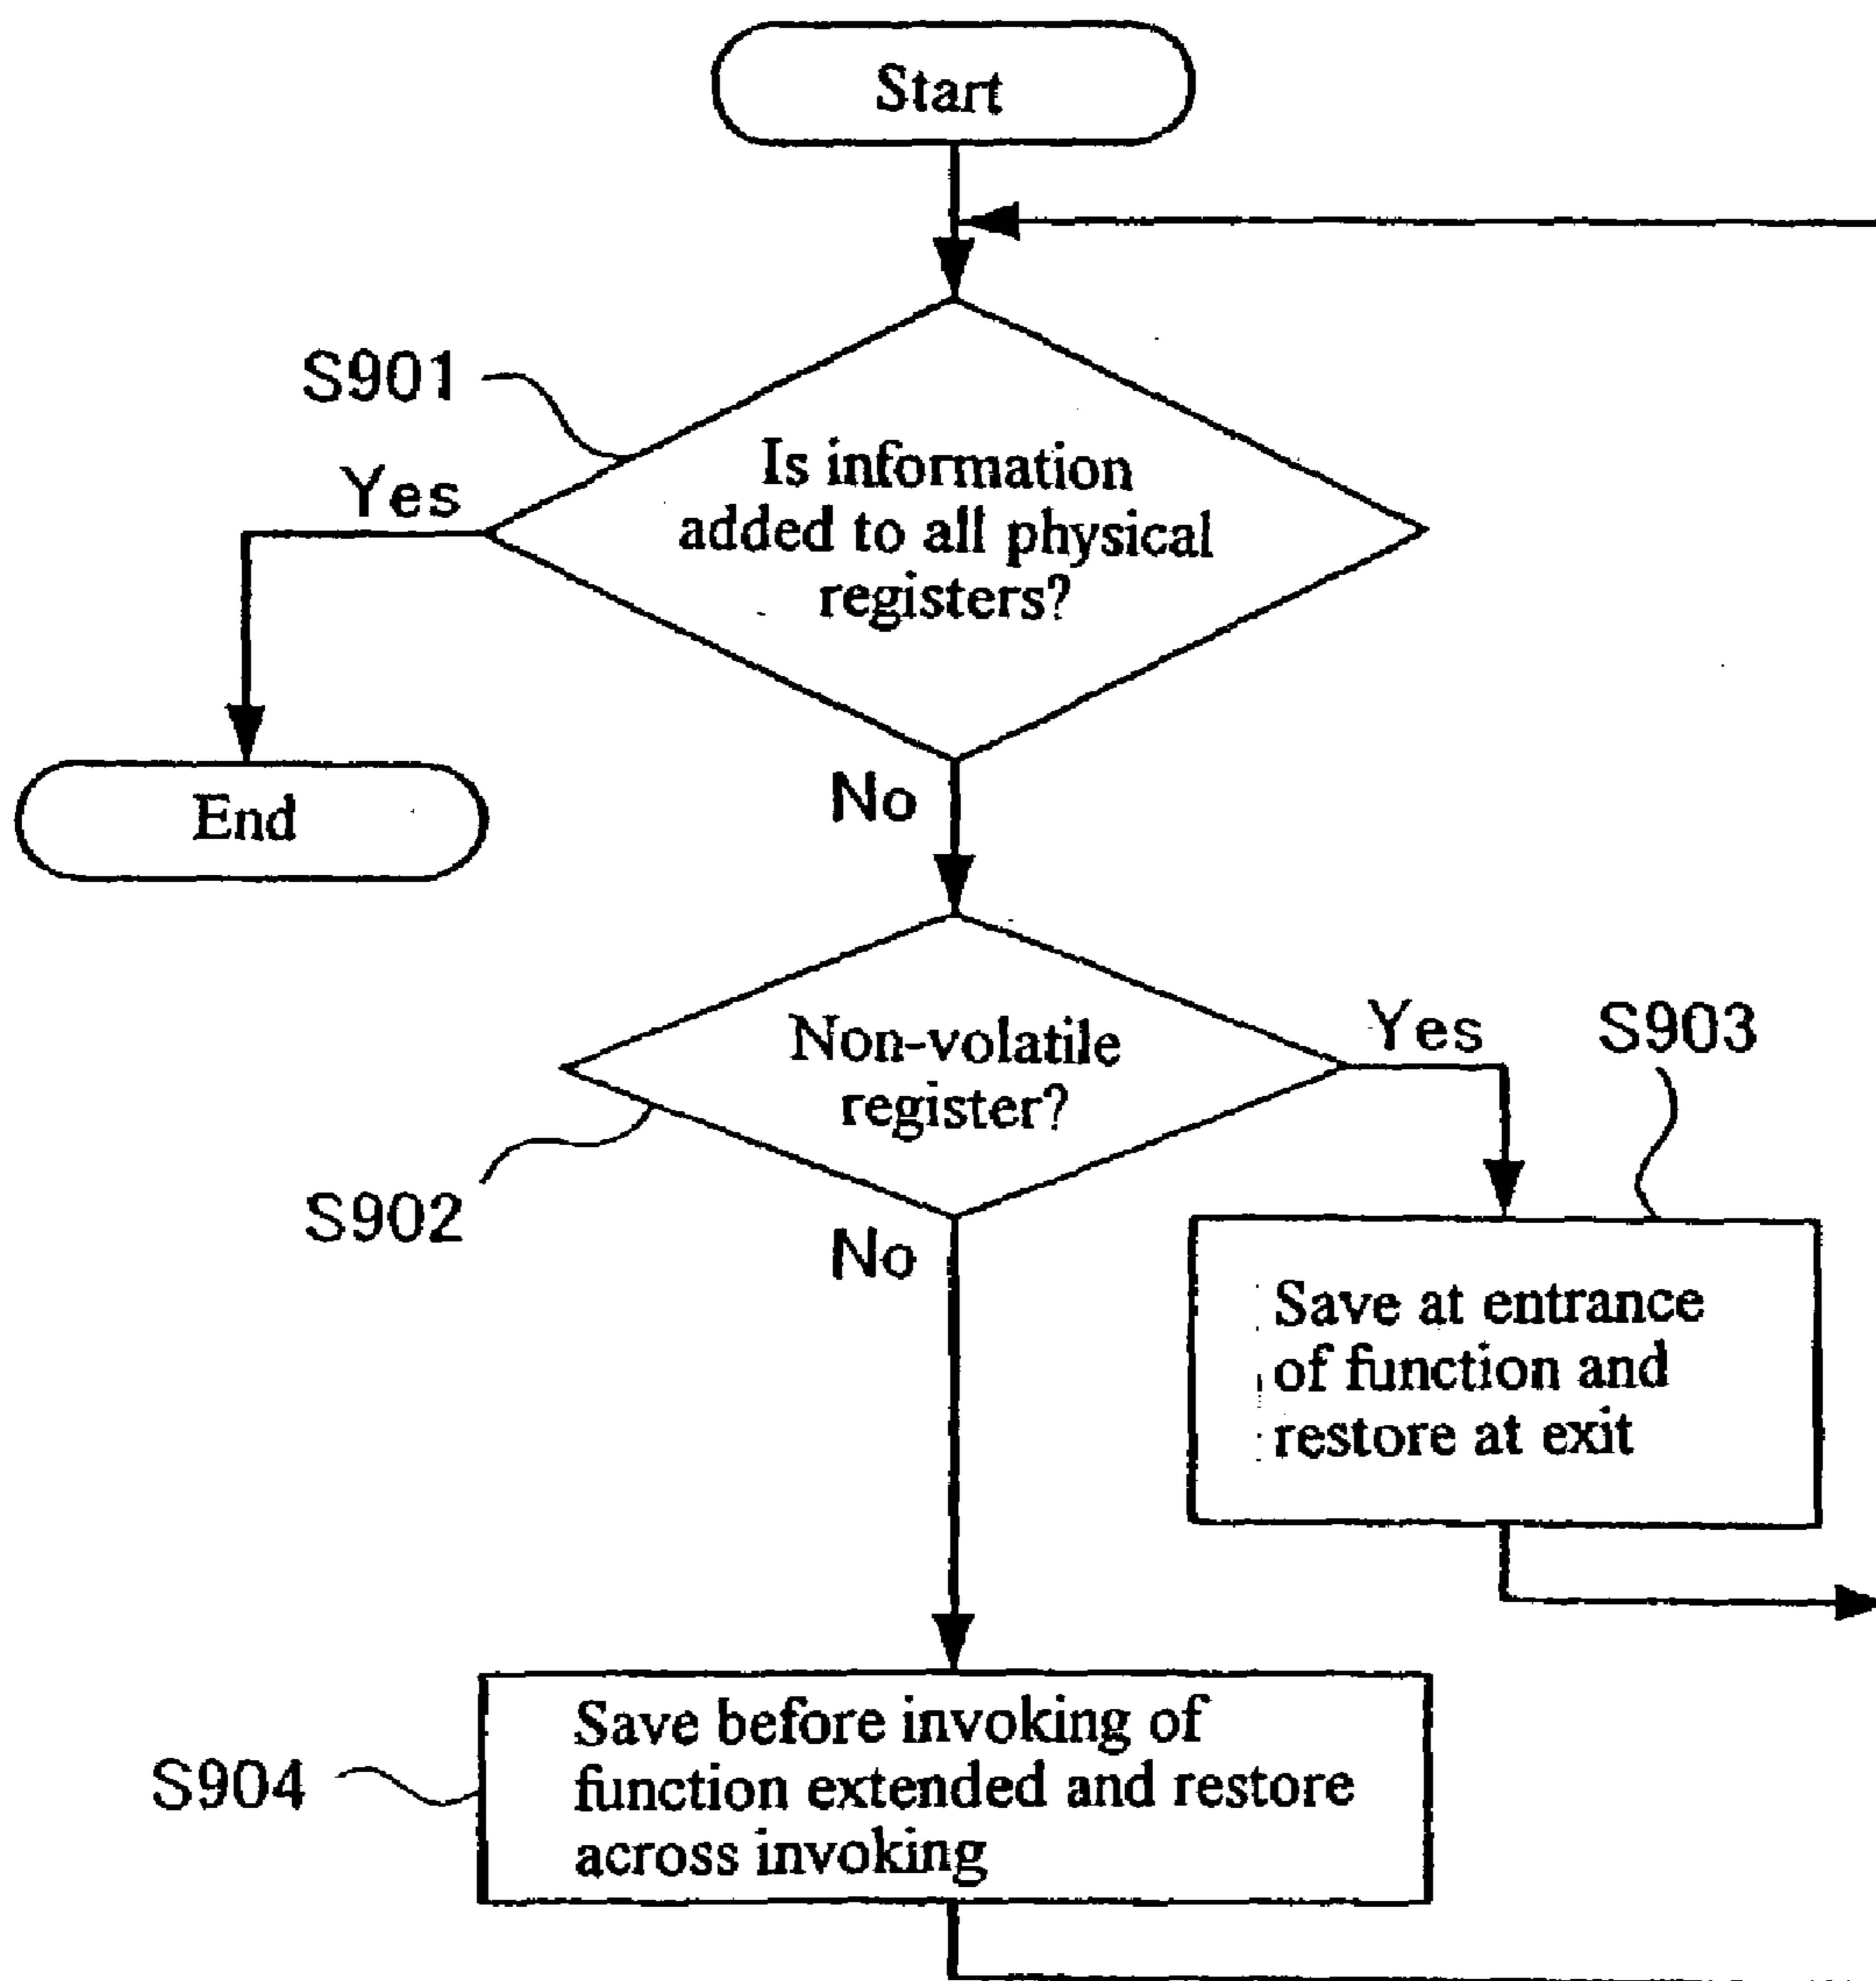 Start
S901
Yes
Is information
added to all physical
registers?
End
No
Non-volatile
register?
Yes
S903
S902
No
Save at entrance
of function and
restore at exit
S904
Save before invoking of
function extended and restore
across invoking